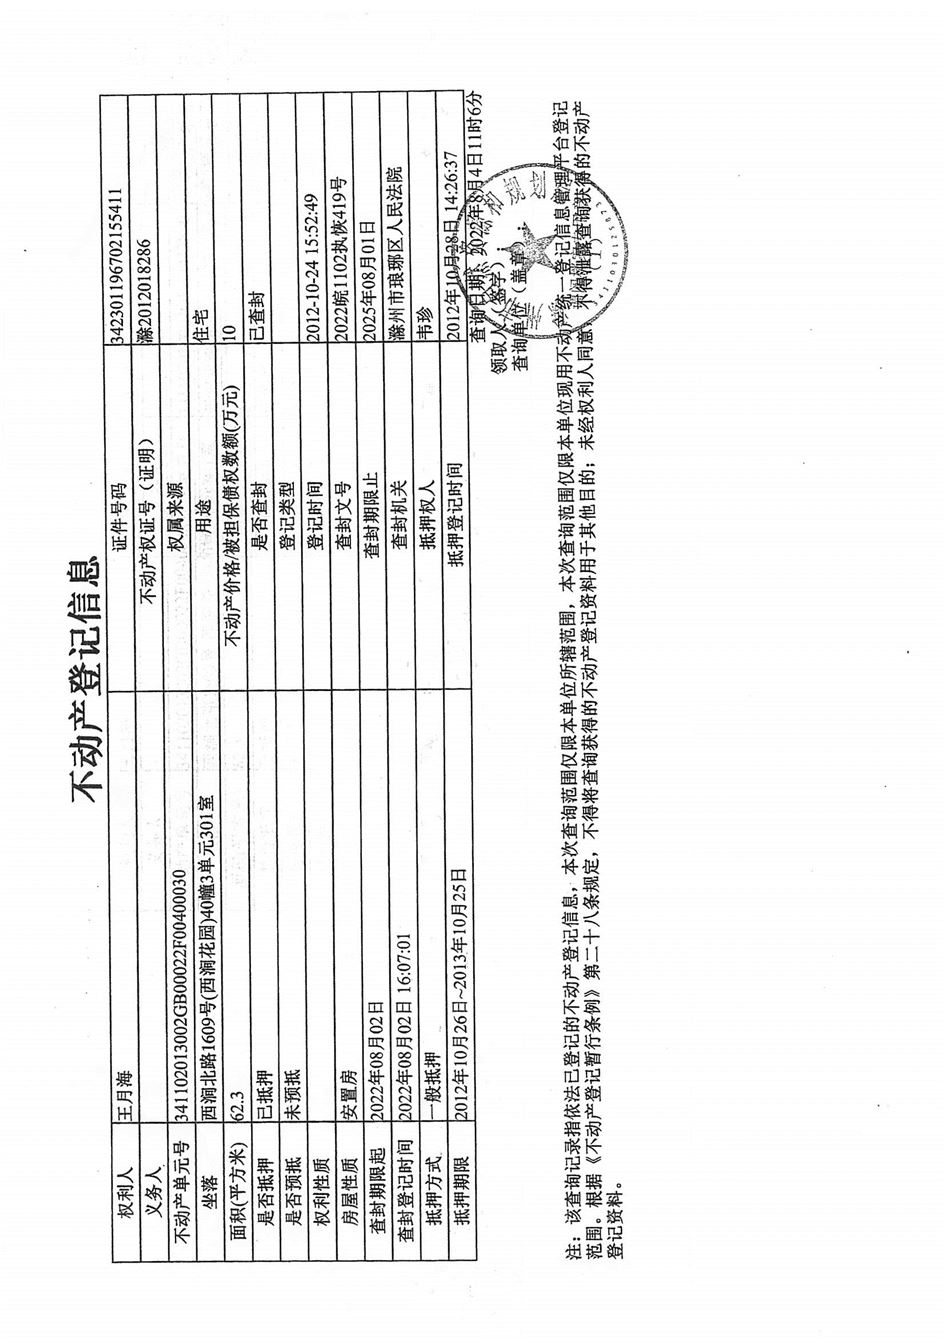 不动产登记信息
权利人 王月海 证件号码 342301196702155411
义务人 不动产权证号（证明） 滁2012018286
不动产单元号 341102013002GB00022F00400030 权属来源
坐落 西涧北路1609号(西涧花园)40幢3单元301室 用途 住宅
面积(平方米) 62.3 不动产价格/被担保债权数额(万元) 10
是否抵押 已抵押 是否查封 已查封
是否预抵 未预抵 登记类型
权利性质 登记时间 2012-10-24 15:52:49
房屋性质 安置房 查封文号 2022皖1102执恢419号
查封期限起 2022年08月02日 查封期限止 2025年08月01日
查封登记时间 2022年08月02日 16:07:01 查封机关 滁州市琅琊区人民法院
抵押方式 一般抵押 抵押权人 韦珍
抵押期限 2012年10月26日~2013年10月25日 抵押登记时间 2012年10月28日 14:26:37
查询日期：2022年8月4日11时6分
领取人（签字）：
查询单位（盖章）：
注：该查询记录指依法已登记的不动产登记信息，本次查询范围仅限本单位所辖范围，本次查询范围仅限本单位现用不动产统一登记信息管理平台登记
范围。根据《不动产登记暂行条例》第二十八条规定，不得将查询获得的不动产登记资料用于其他目的；未经权利人同意，不得泄露查询获得的不动产
登记资料。